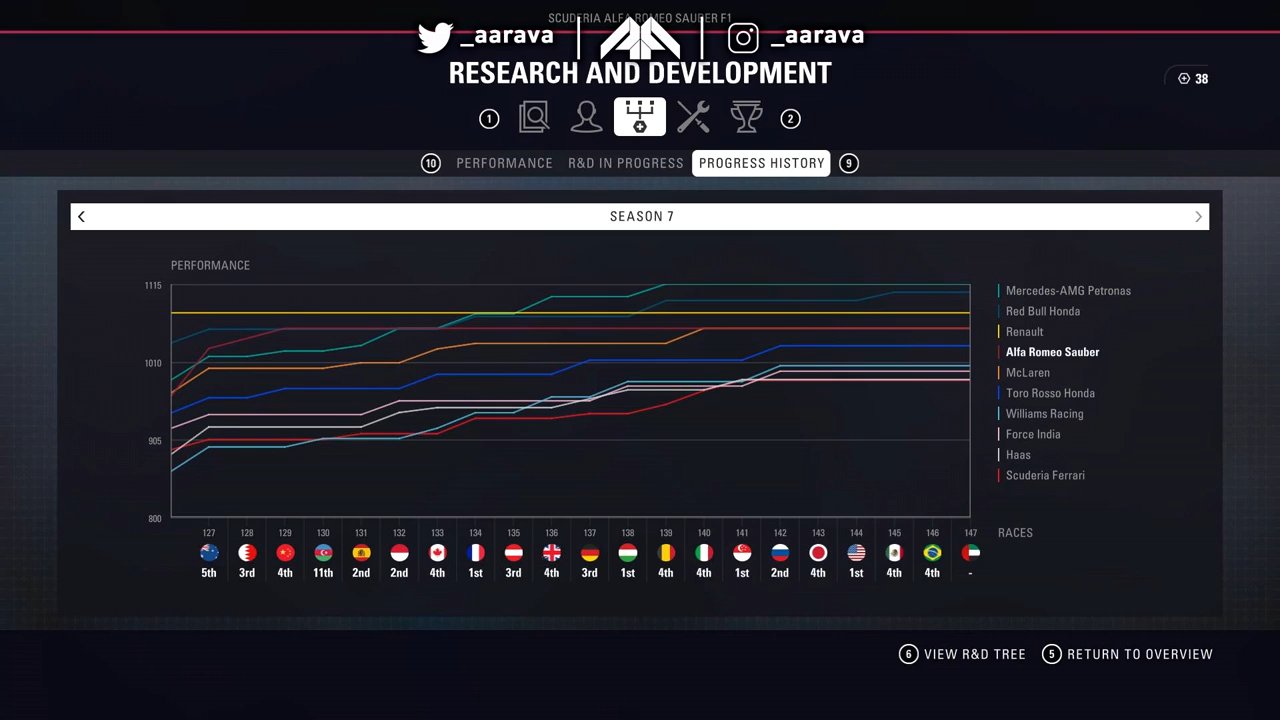 SCUDERIA ALFA ROMEO SAUBER F1
_aarava _aarava
RESEARCH AND DEVELOPMENT
38
1 2
10 PERFORMANCE R&D IN PROGRESS PROGRESS HISTORY 9
SEASON 7
PERFORMANCE
1115
1010
905
800
Mercedes-AMG Petronas
Red Bull Honda
Renault
Alfa Romeo Sauber
McLaren
Toro Rosso Honda
Williams Racing
Force India
Haas
Scuderia Ferrari
127 128 129 130 131 132 133 134 135 136 137 138 139 140 141 142 143 144 145 146 147 RACES
5th 3rd 4th 11th 2nd 2nd 4th 1st 3rd 4th 3rd 1st 4th 4th 1st 2nd 4th 1st 4th 4th -
6 VIEW R&D TREE 5 RETURN TO OVERVIEW